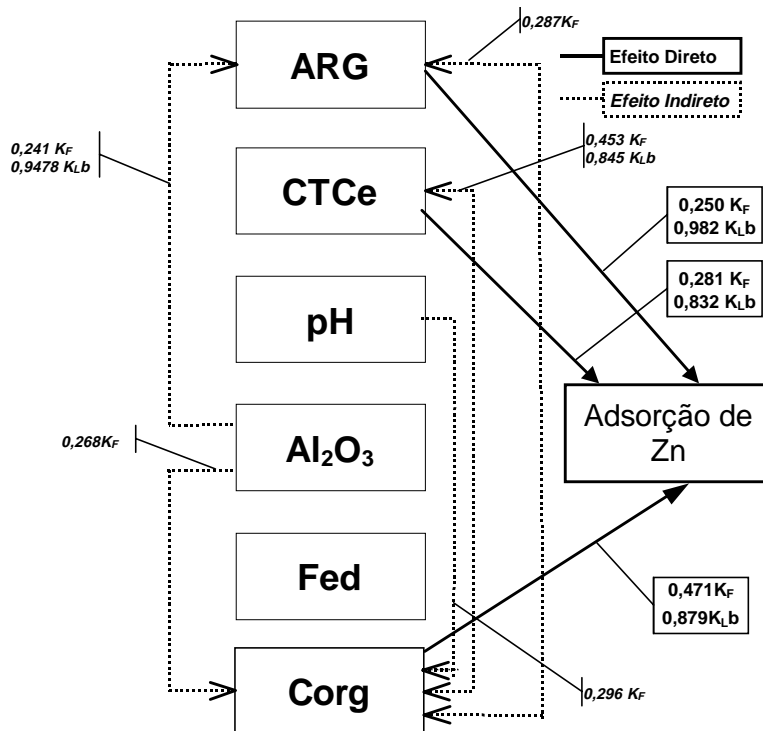 0,287K_F
ARG
Efeito Direto
Efeito Indireto
0,241 K_F
0,9478 K_Lb
0,453 K_F
0,845 K_Lb
CTCe
0,250 K_F
0,982 K_Lb
0,281 K_F
0,832 K_Lb
pH
Adsorção de
Zn
Al₂O₃
0,268K_F
Fed
0,471K_F
0,879K_Lb
Corg
0,296 K_F